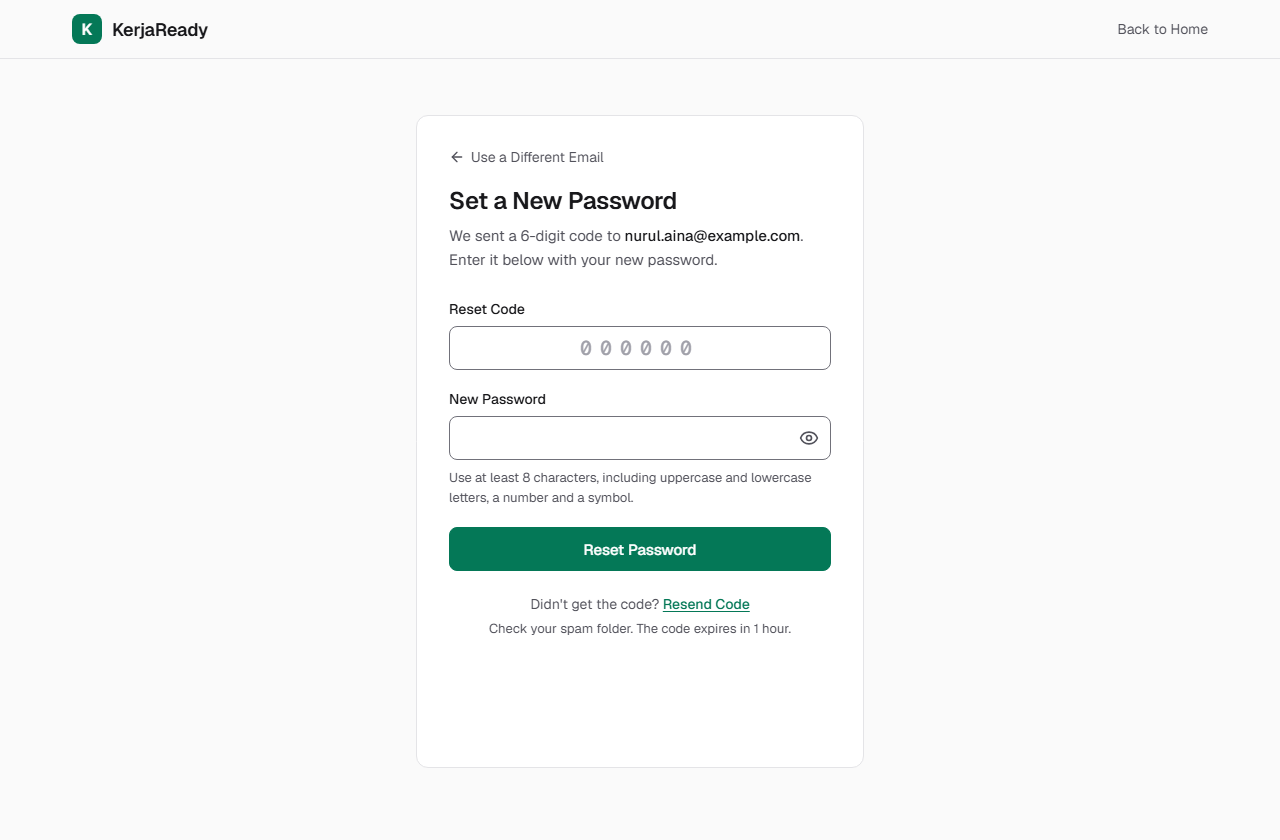 K KerjaReady
Back to Home
Use a Different Email
Set a New Password
We sent a 6-digit code to nurul.aina@example.com.
Enter it below with your new password.
Reset Code
000000
New Password
Use at least 8 characters, including uppercase and lowercase
letters, a number and a symbol.
Reset Password
Didn't get the code? Resend Code
Check your spam folder. The code expires in 1 hour.